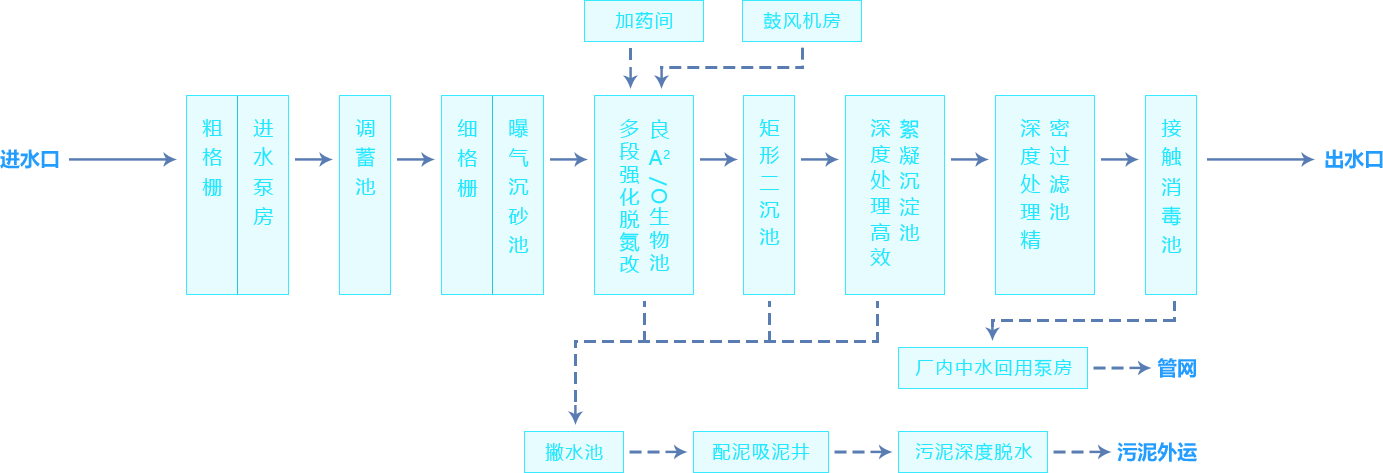 加药间
鼓风机房
进水口
粗格栅
进水泵房
调蓄池
细格栅
曝气沉砂池
多段强化脱氮改
良A²/O生物池
矩形二沉池
深度处理高效
絮凝沉淀池
深度处理精
密过滤池
接触消毒池
出水口
厂内中水回用泵房
管网
撇水池
配泥吸泥井
污泥深度脱水
污泥外运